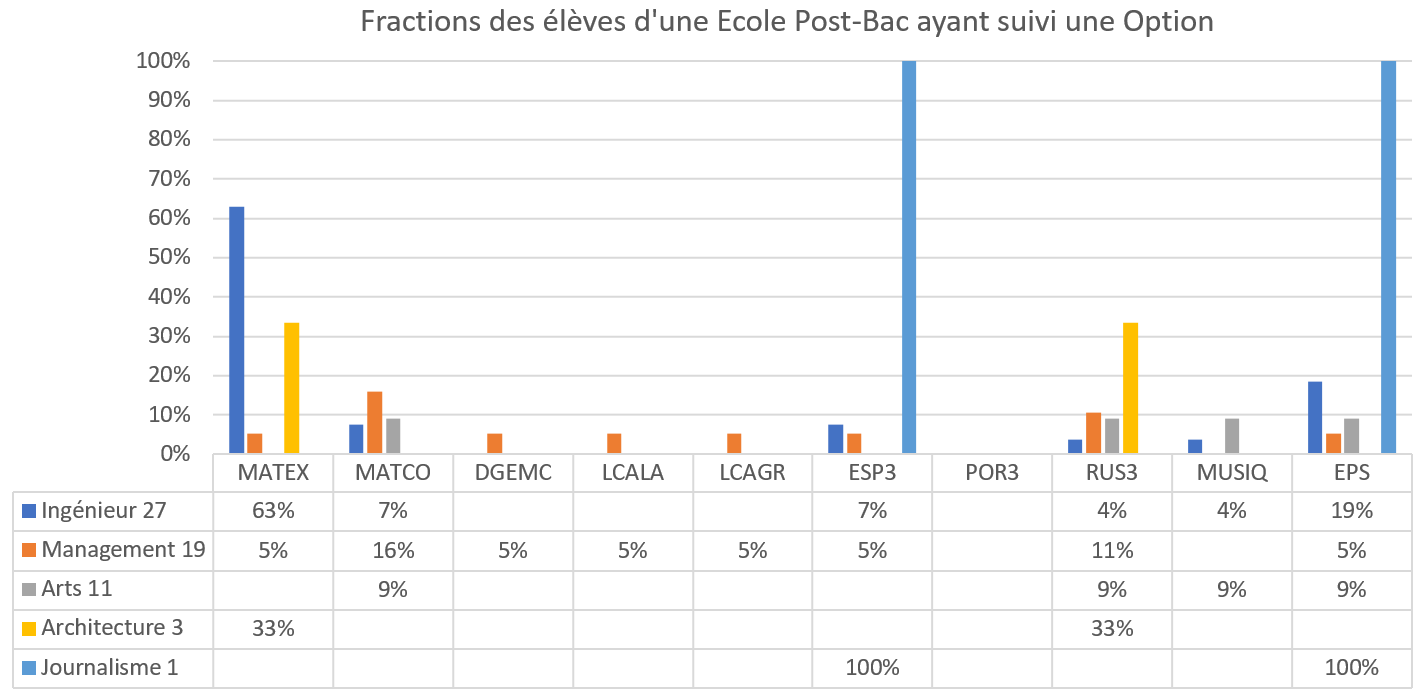 Fractions des élèves d'une Ecole Post-Bac ayant suivi une Option
100%
90%
80%
70%
60%
50%
40%
30%
20%
10%
0%
MATEX MATCO DGEMC LCALA LCAGR ESP3 POR3 RUS3 MUSIQ EPS
Ingénieur 27 63% 7% 7% 4% 4% 19%
Management 19 5% 16% 5% 5% 5% 5% 11% 5%
Arts 11 9% 9% 9% 9%
Architecture 3 33% 33%
Journalisme 1 100% 100%